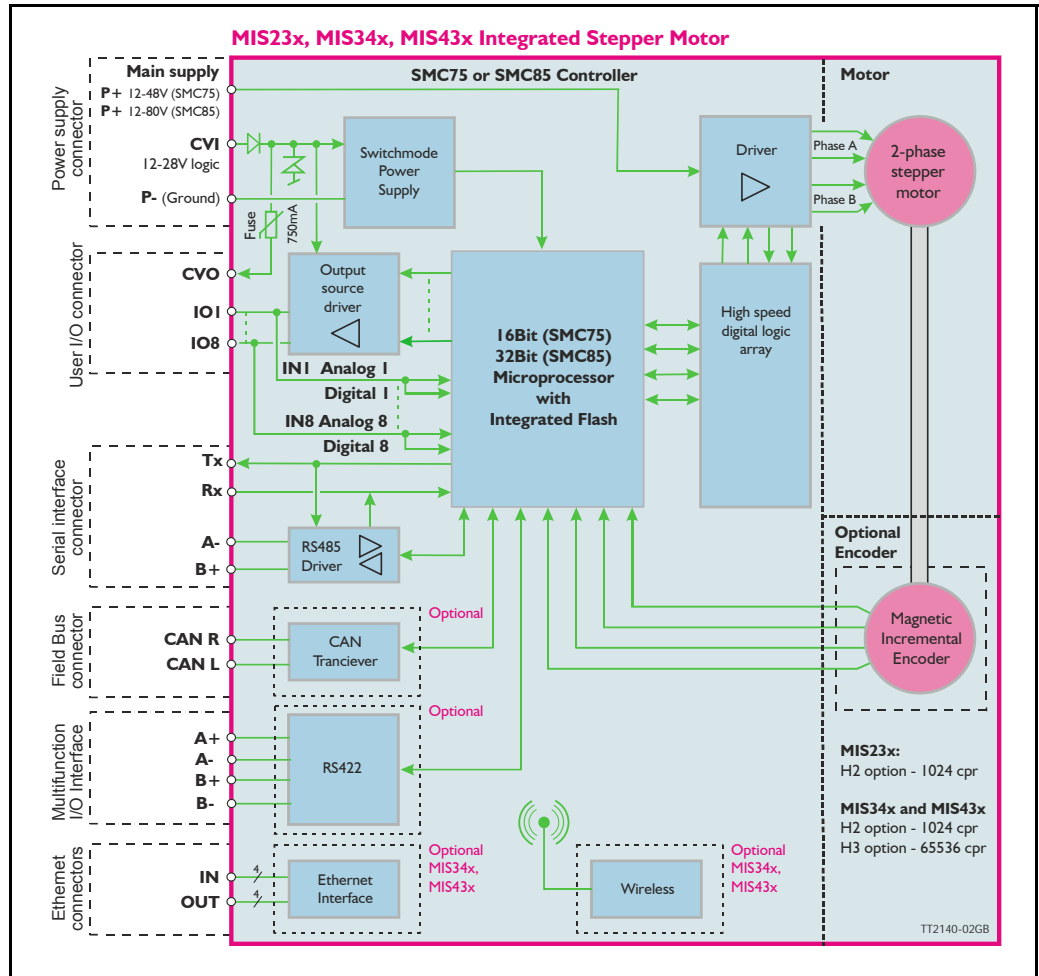 MIS23x, MIS34x, MIS43x Integrated Stepper Motor
Power supply
connector
Main supply
P+ 12-48V (SMC75)
P+ 12-80V (SMC85)
CVI
12-28V logic
P- (Ground)
SMC75 or SMC85 Controller
Motor
Switchmode
Power
Supply
Fuse
750mA
Driver
Phase A
Phase B
2-phase
stepper
motor
User I/O connector
CVO
IO1
IO8
Output
source
driver
IN1 Analog 1
Digital 1
IN8 Analog 8
Digital 8
16Bit (SMC75)
32Bit (SMC85)
Microprocessor
with
Integrated Flash
High speed
digital logic
array
Serial interface
connector
Tx
Rx
A-
B+
RS485
Driver
Optional
Encoder
Magnetic
Incremental
Encoder
Field Bus
connector
CAN R
CAN L
Optional
CAN
Tranciever
Multifunction
I/O Interface
A+
A-
B+
B-
Optional
RS422
MIS23x:
H2 option - 1024 cpr
MIS34x and MIS43x
H2 option - 1024 cpr
H3 option - 65536 cpr
Ethernet
connectors
IN
OUT
4
4
Ethernet
Interface
Optional
MIS34x,
MIS43x
Wireless
Optional
MIS34x,
MIS43x
TT2140-02GB